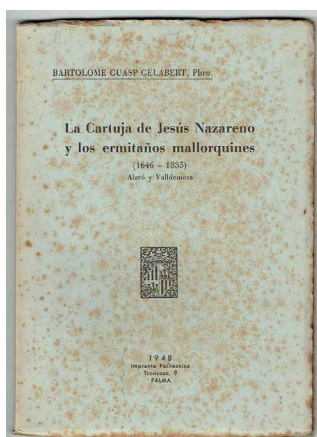 BARTOLOME GUASP GELABERT, Pbro.
La Cartuja de Jesús Nazareno
y los ermitaños mallorquines
(1646 - 1835)
Alaró y Valldemosa
1948
Imprenta Politécnica
Troncoso, 9
PALMA